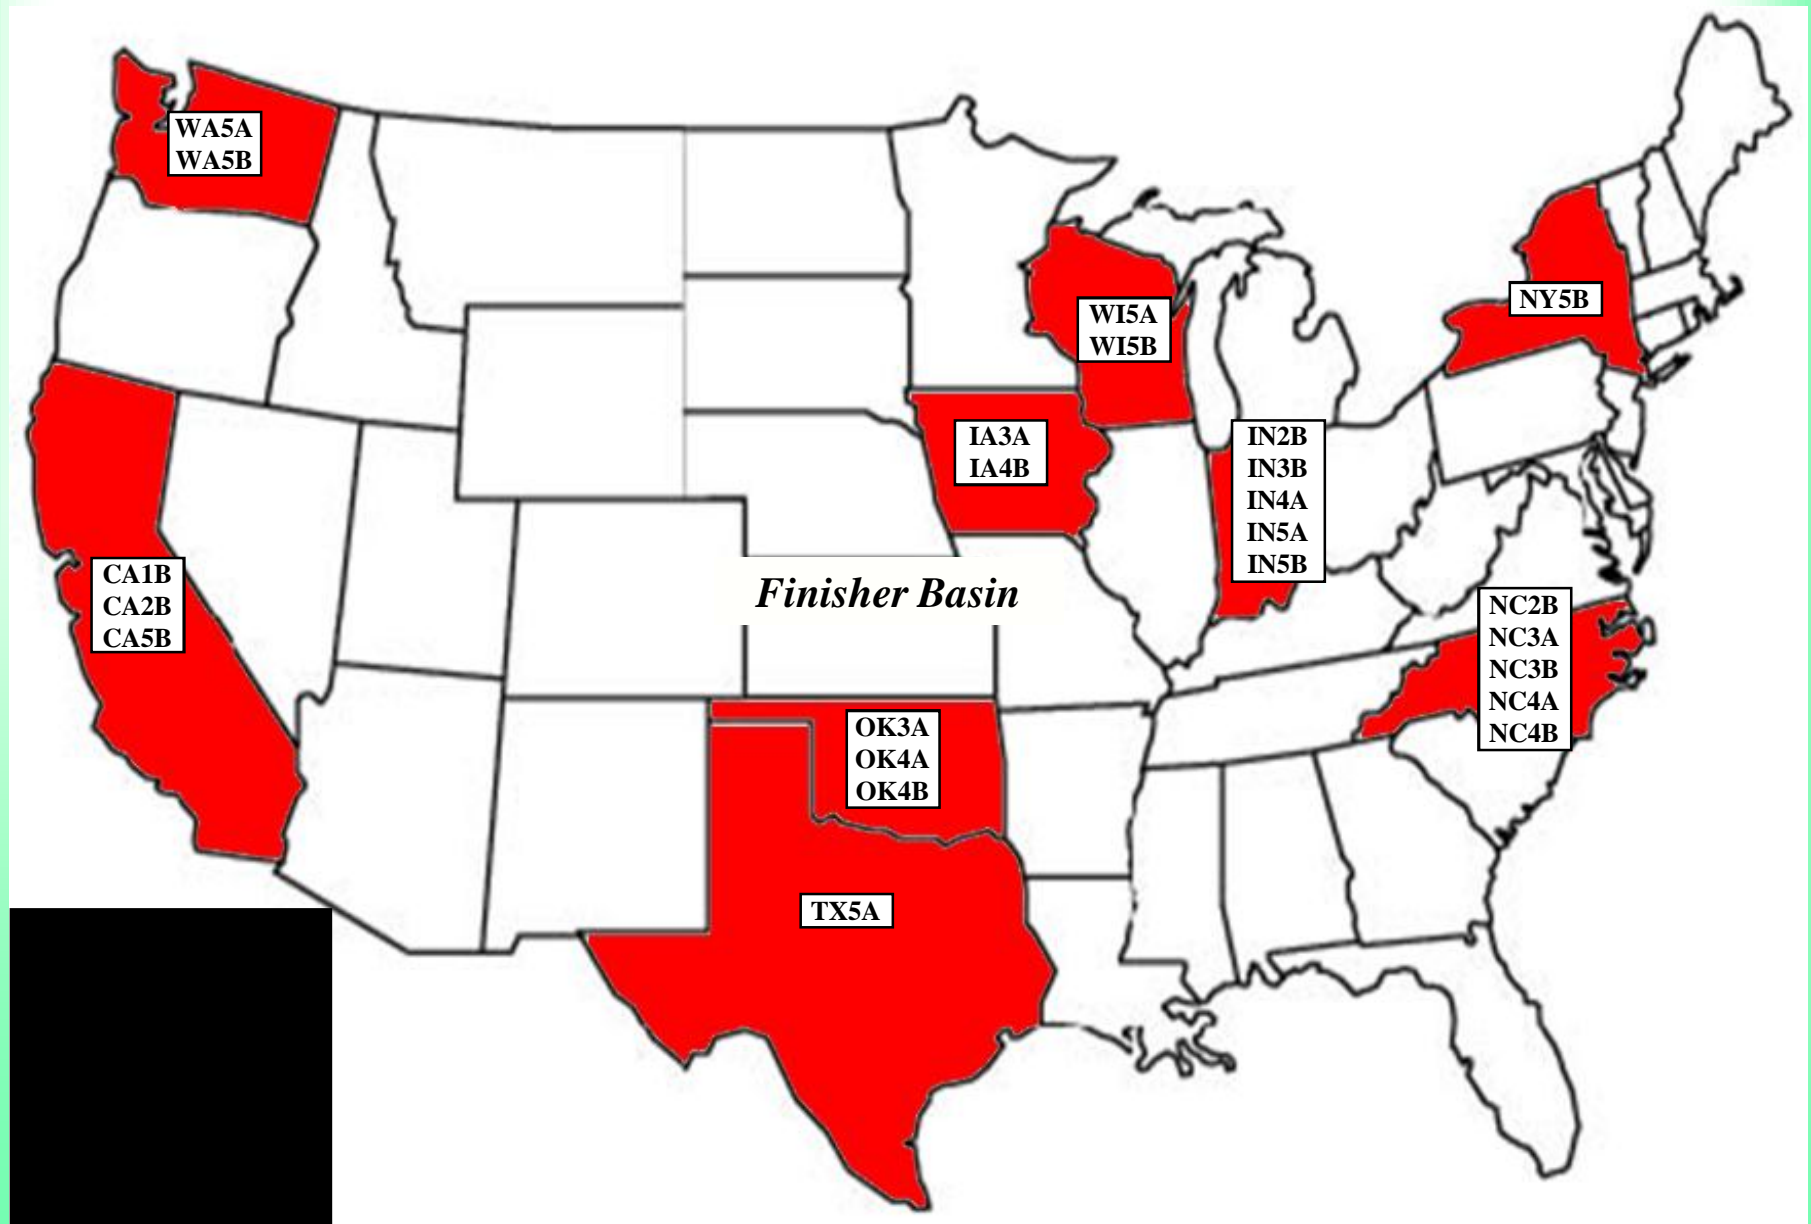 WA5A
WA5B
NY5B
WI5A
WI5B
IA3A
IA4B
IN2B
IN3B
IN4A
IN5A
IN5B
CA1B
CA2B
CA5B
Finisher Basin
NC2B
NC3A
NC3B
NC4A
NC4B
OK3A
OK4A
OK4B
TX5A